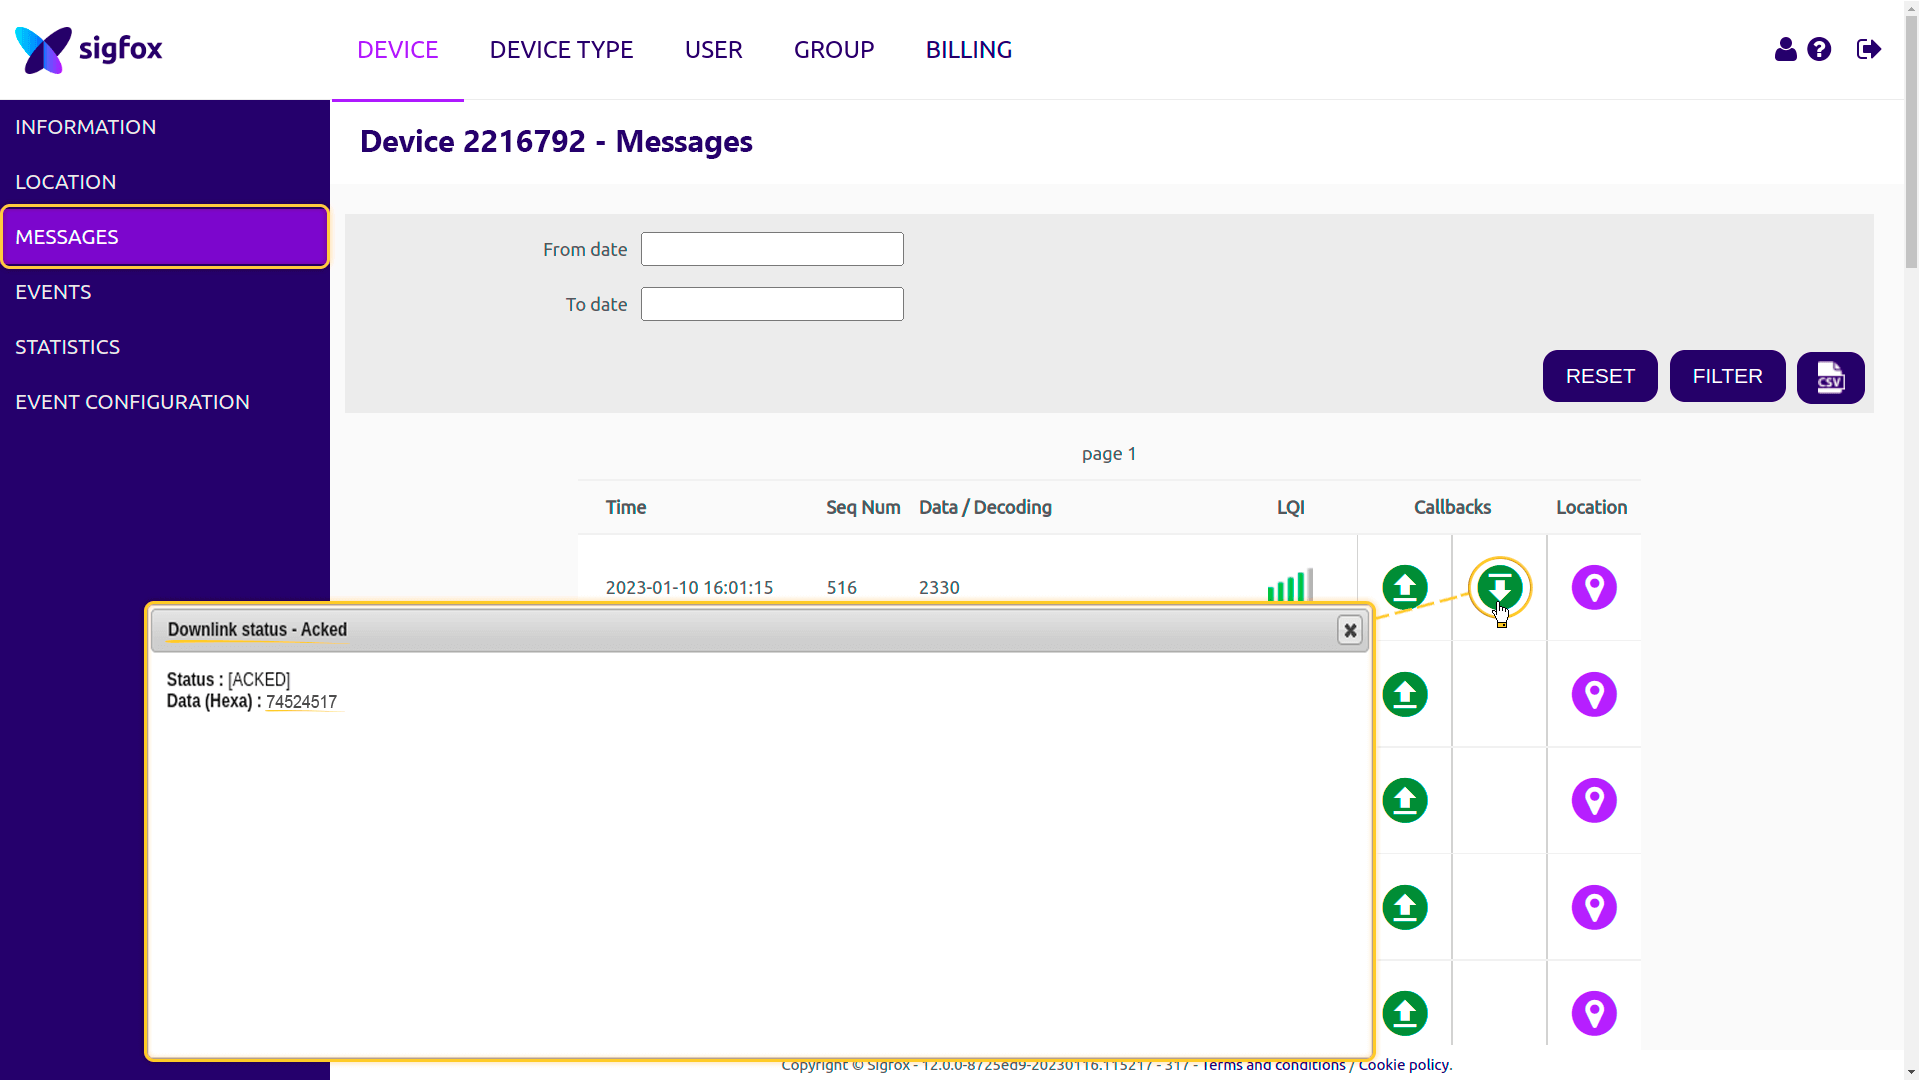 sigfox
DEVICE DEVICE TYPE USER GROUP BILLING
INFORMATION
LOCATION
MESSAGES
EVENTS
STATISTICS
EVENT CONFIGURATION
Device 2216792 - Messages
From date
To date
RESET FILTER CSV
page 1
Time Seq Num Data / Decoding LQI Callbacks Location
2023-01-10 16:01:15 516 2330
Downlink status - Acked
Status : [ACKED]
Data (Hexa) : 74524517
Copyright © Sigfox - 12.0.0-8725ed9-20230116.115217 - 317 - Terms and conditions / Cookie policy.